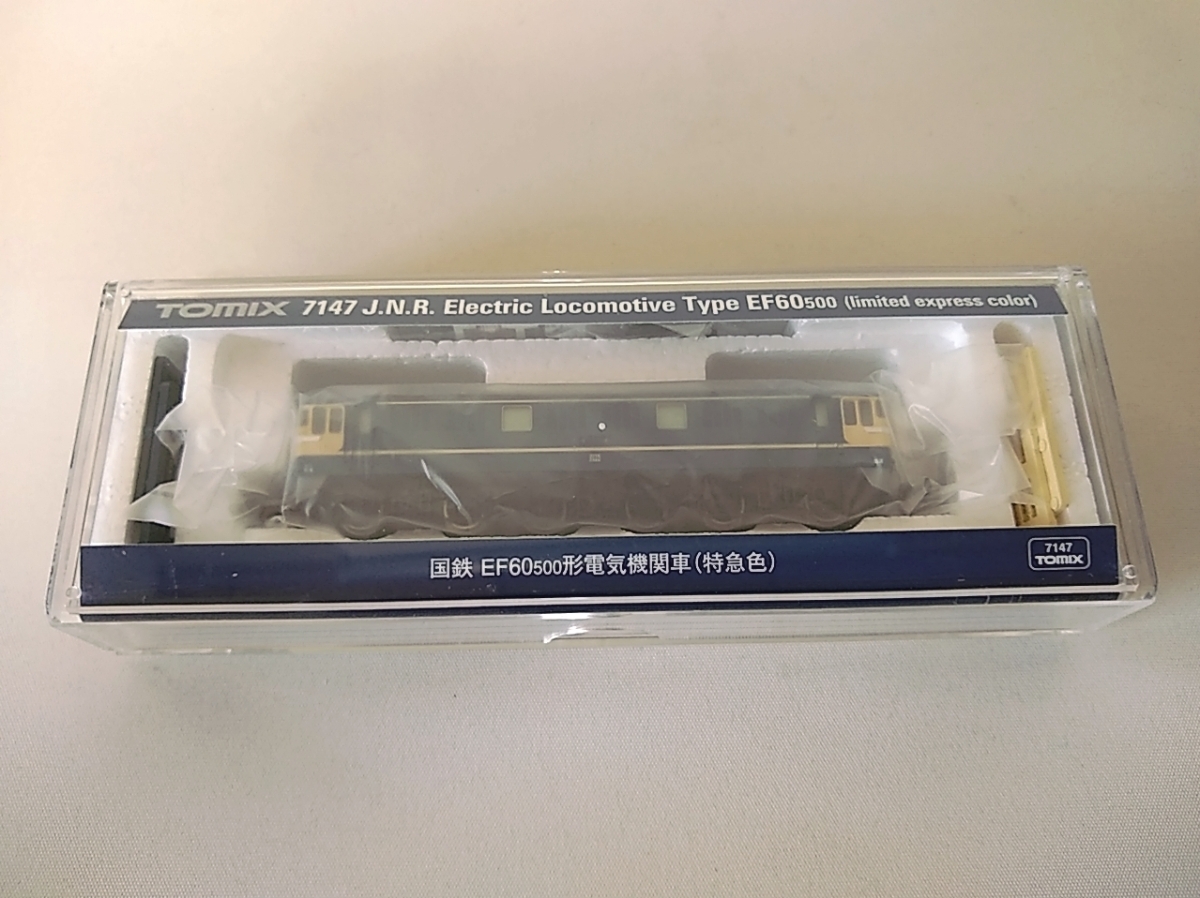 TOMIX 7147 J.N.R. Electric Locomotive Type EF60500 (limited express color)
国鉄 EF60500形電気機関車(特急色)
7147
TOMIX